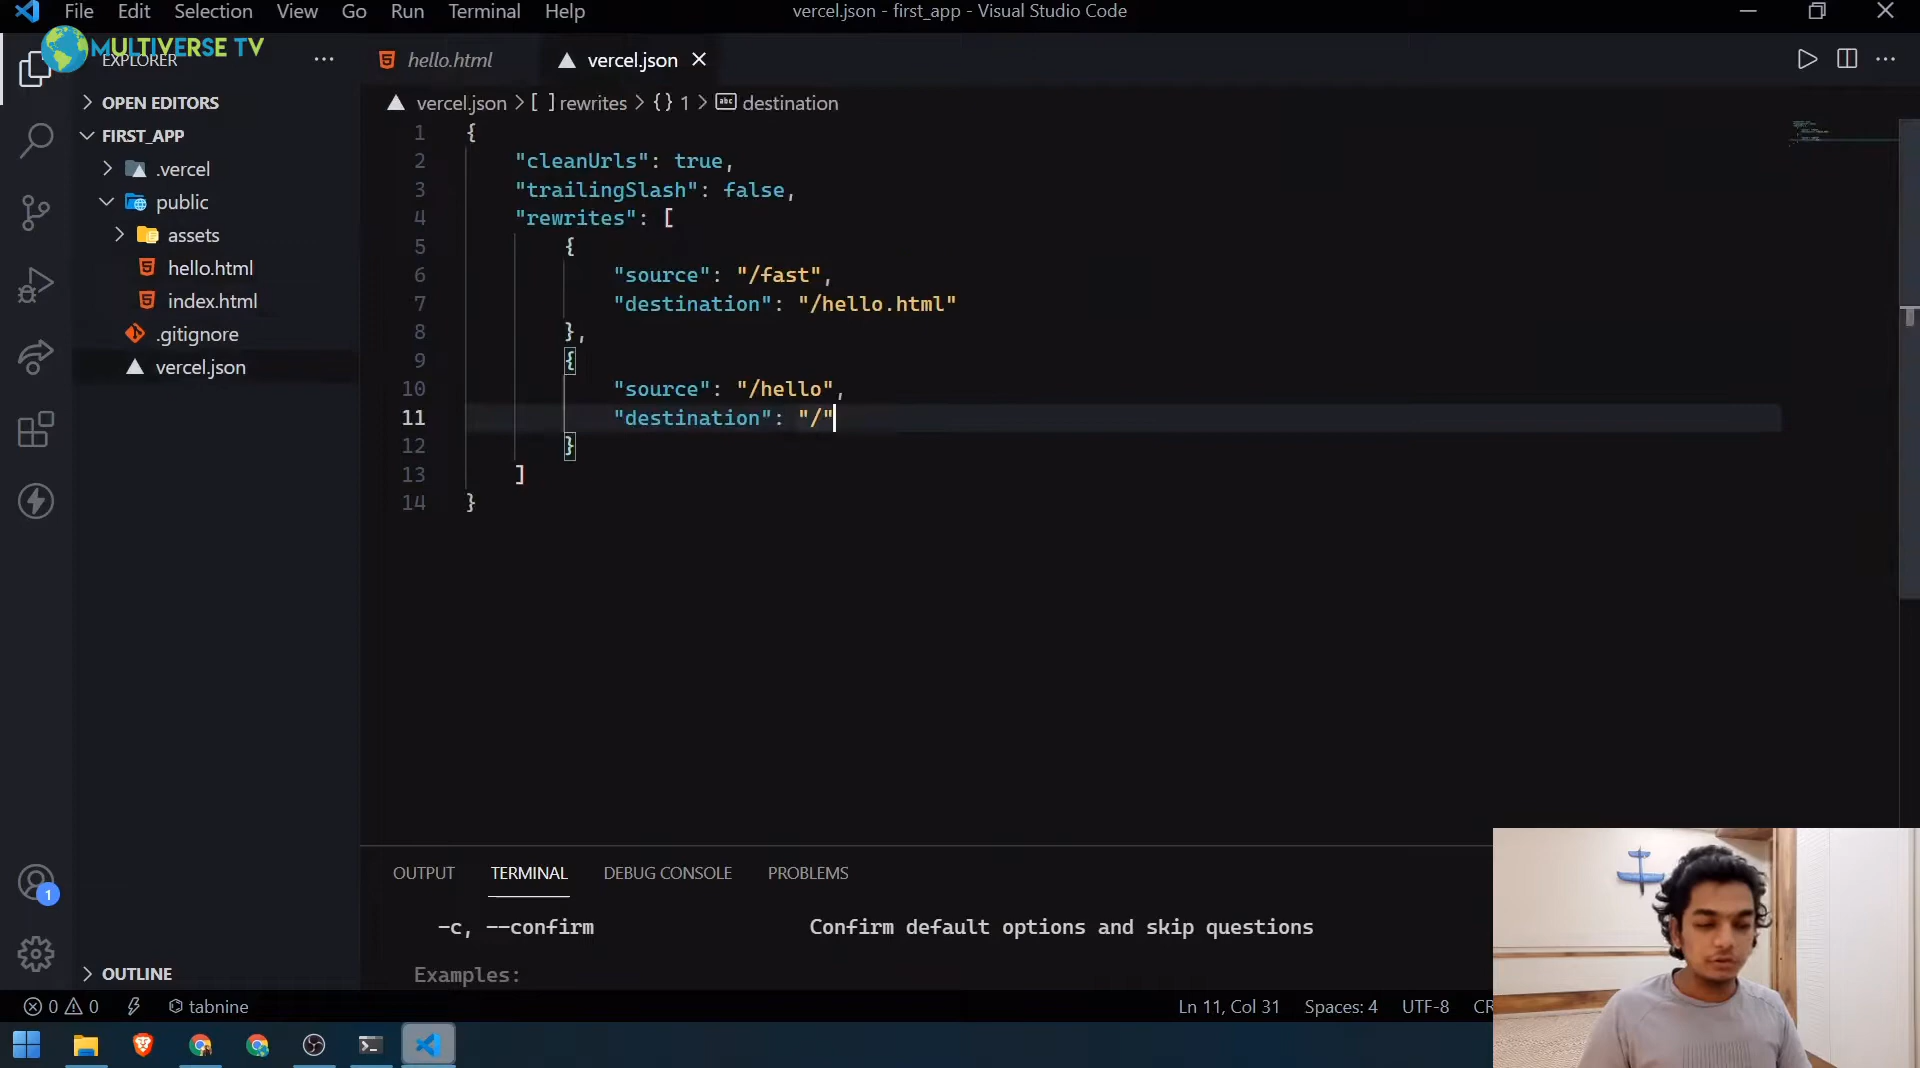 File Edit Selection View Go Run Terminal Help
vercel.json - first_app - Visual Studio Code
MULTIVERSE TV
EXPLORER
hello.html
vercel.json
OPEN EDITORS
vercel.json > [ ] rewrites > { } 1 > abc destination
FIRST_APP
.vercel
public
assets
hello.html
index.html
.gitignore
vercel.json
1 {
2 "cleanUrls": true,
3 "trailingSlash": false,
4 "rewrites": [
5 {
6 "source": "/fast",
7 "destination": "/hello.html"
8 },
9 {
10 "source": "/hello",
11 "destination": "/"
12 }
13 ]
14 }
OUTPUT TERMINAL DEBUG CONSOLE PROBLEMS
-c, --confirm Confirm default options and skip questions
Examples:
1
OUTLINE
0 0 tabnine
Ln 11, Col 31 Spaces: 4 UTF-8 CR